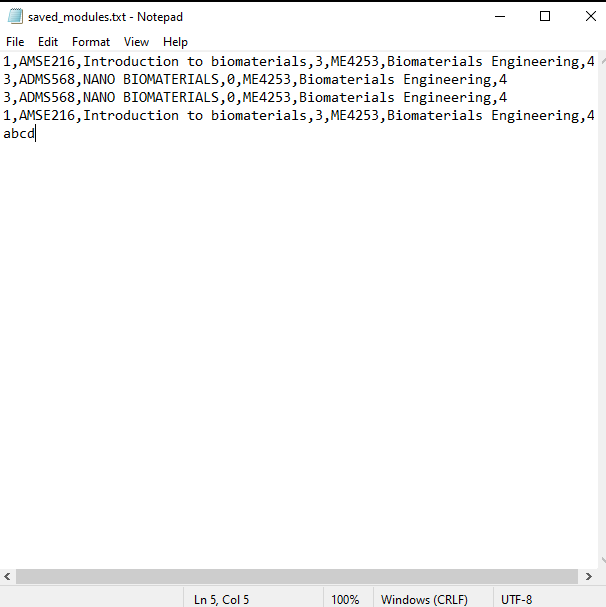 saved_modules.txt - Notepad
File Edit Format View Help
1,AMSE216,Introduction to biomaterials,3,ME4253,Biomaterials Engineering,4
3,ADMS568,NANO BIOMATERIALS,0,ME4253,Biomaterials Engineering,4
3,ADMS568,NANO BIOMATERIALS,0,ME4253,Biomaterials Engineering,4
1,AMSE216,Introduction to biomaterials,3,ME4253,Biomaterials Engineering,4
abcd
Ln 5, Col 5 100% Windows (CRLF) UTF-8